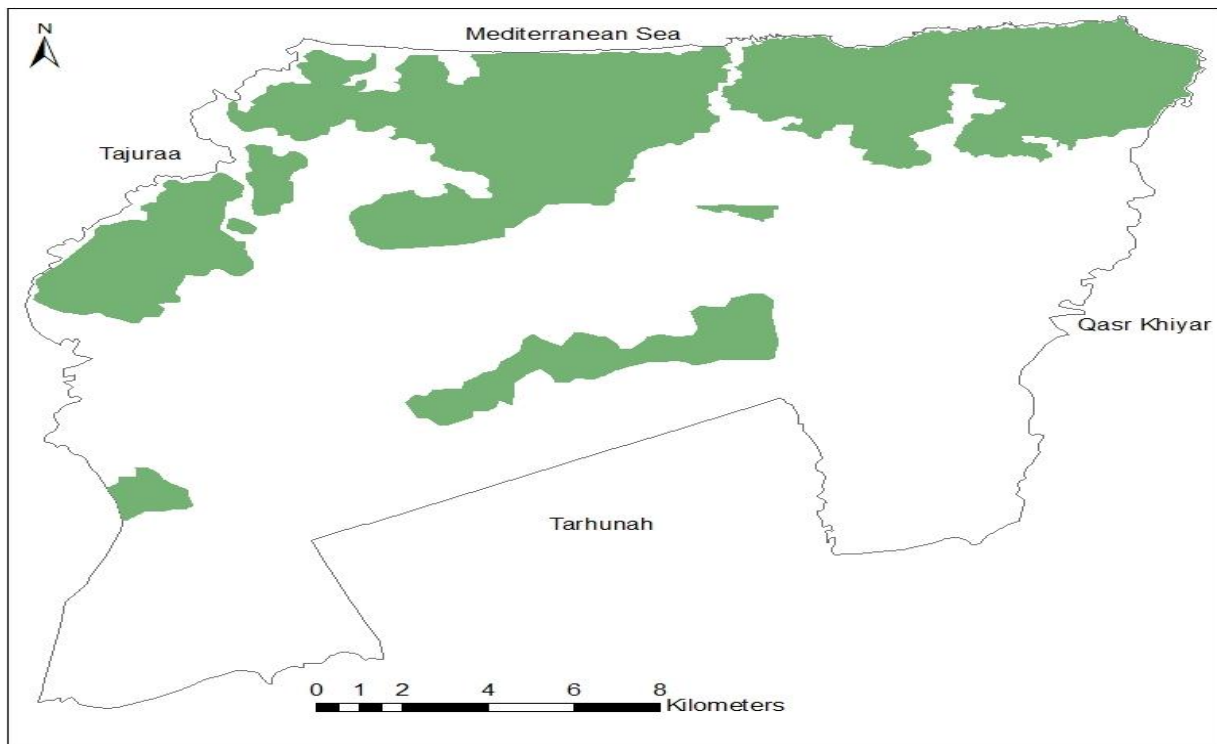 N
Mediterranean Sea
Tajuraa
Qasr Khiyar
Tarhunah
0 1 2 4 6 8
Kilometers